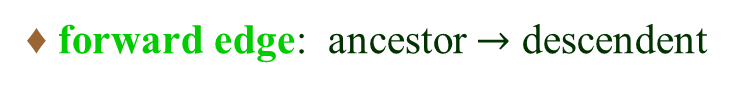 ♦ forward edge: ancestor → descendent